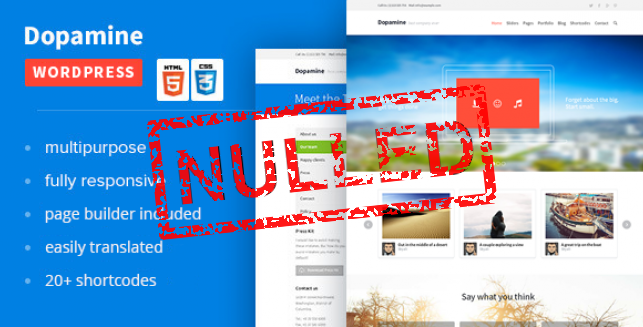 Dopamine
WORDPRESS
HTML
CSS
5
3
multipurpose
fully responsive
page builder included
easily translated
20+ shortcodes
NULLED
Dopamine
Meet the
About us
Our team
Happy clients
Press
Contact
Press Kit
Contact us
Dopamine
Home Sliders Pages Portfolio Blog Shortcodes Contact
Forget about the big.
Start small.
Out in the middle of a desert
A couple exploring a view
A great trip on the boat
Say what you think